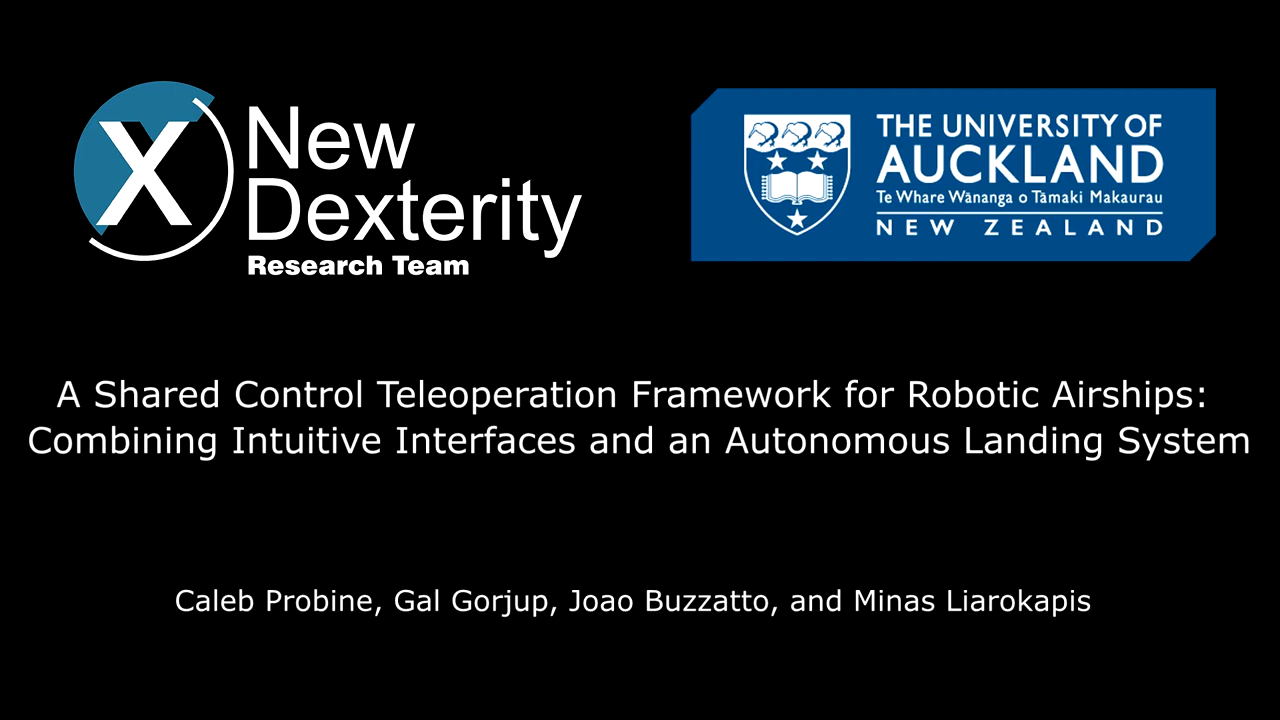 X
New
Dexterity
Research Team
THE UNIVERSITY OF
AUCKLAND
Te Whare Wānanga o Tāmaki Makaurau
NEW ZEALAND
A Shared Control Teleoperation Framework for Robotic Airships:
Combining Intuitive Interfaces and an Autonomous Landing System
Caleb Probine, Gal Gorjup, Joao Buzzatto, and Minas Liarokapis